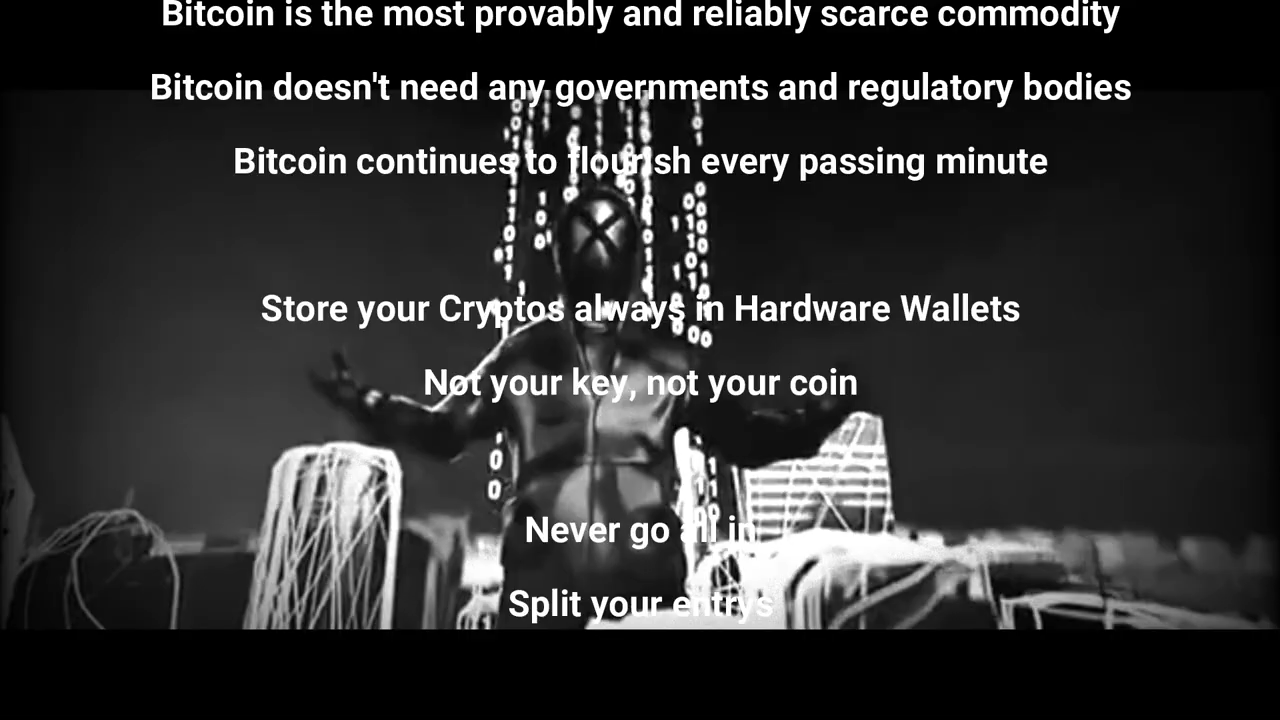 Bitcoin is the most provably and reliably scarce commodity
Bitcoin doesn't need any governments and regulatory bodies
Bitcoin continues to flourish every passing minute
Store your Cryptos always in Hardware Wallets
Not your key, not your coin
Never go all in
Split your entrys